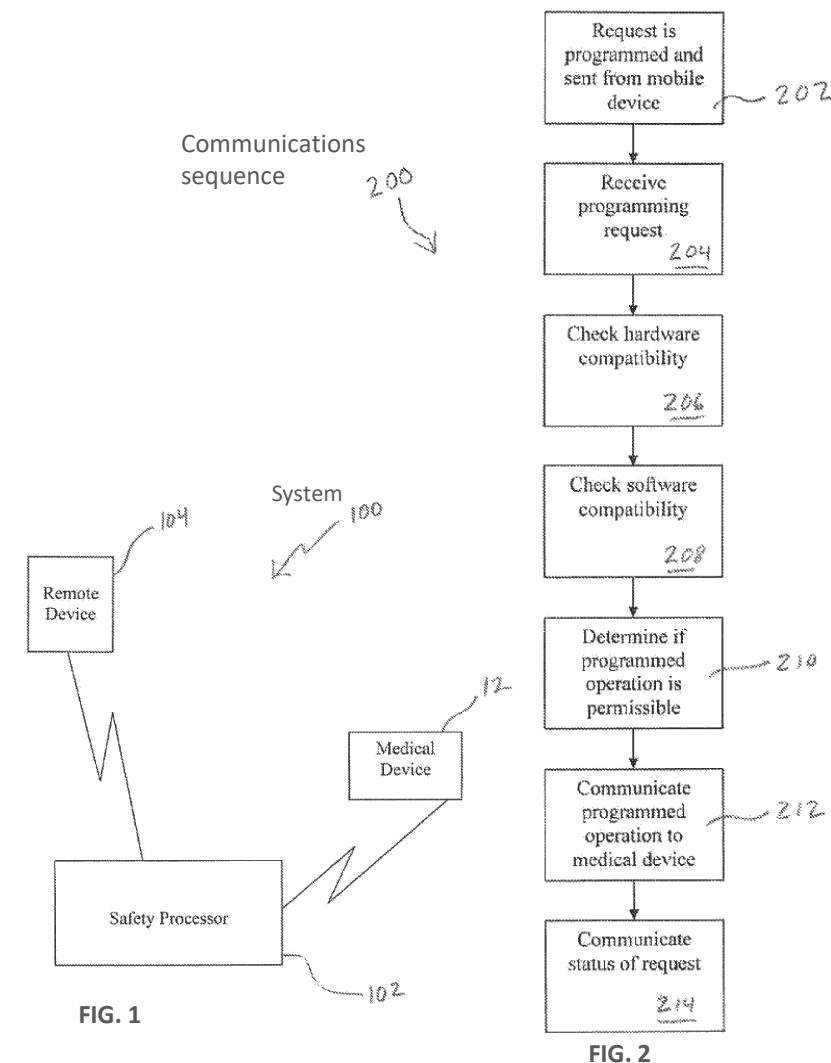 Communications
sequence
200
Request is
programmed and
sent from mobile
device
202
Receive
programming
request
204
Check hardware
compatibility
206
Check software
compatibility
208
Determine if
programmed
operation is
permissible
210
Communicate
programmed
operation to
medical device
212
Communicate
status of request
214
FIG. 2
System
100
104
Remote
Device
12
Medical
Device
Safety Processor
102
FIG. 1